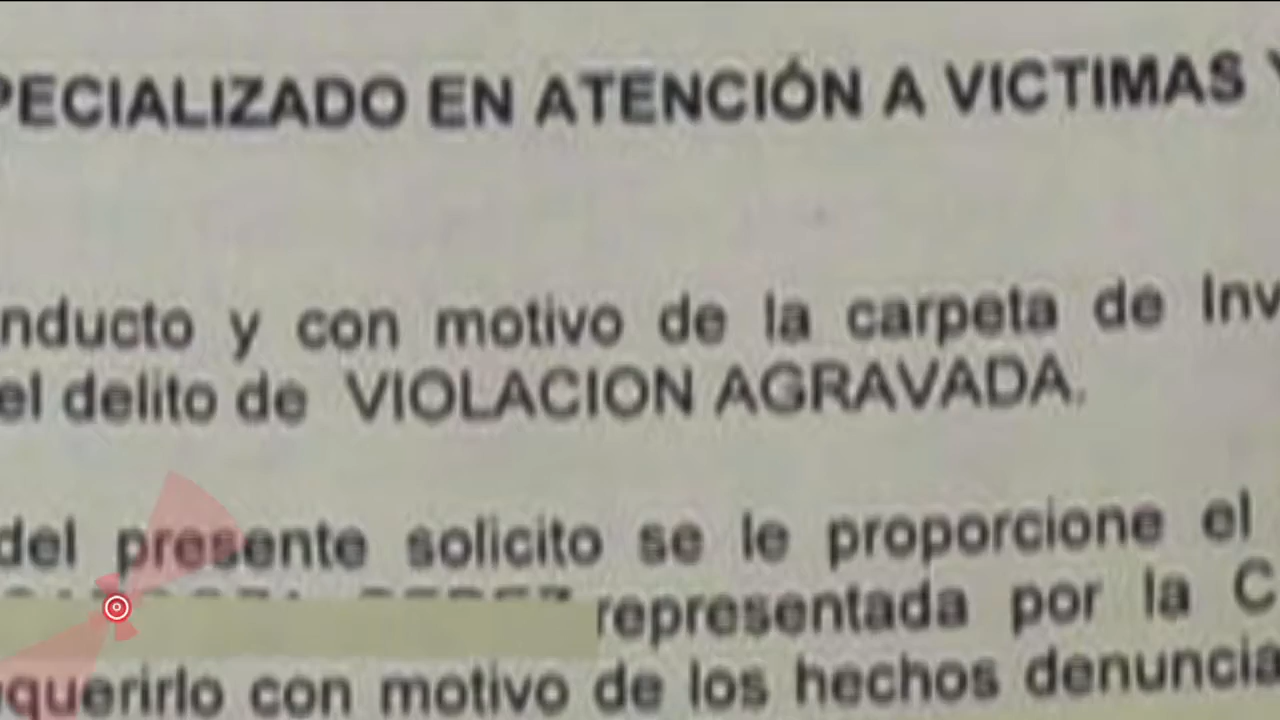 PECIALIZADO EN ATENCIÓN A VICTIMAS Y
nducto y con motivo de la carpeta de Inv
el delito de VIOLACION AGRAVADA.
del presente solicito se le proporcione el
representada por la C
querirlo con motivo de los hechos denuncia